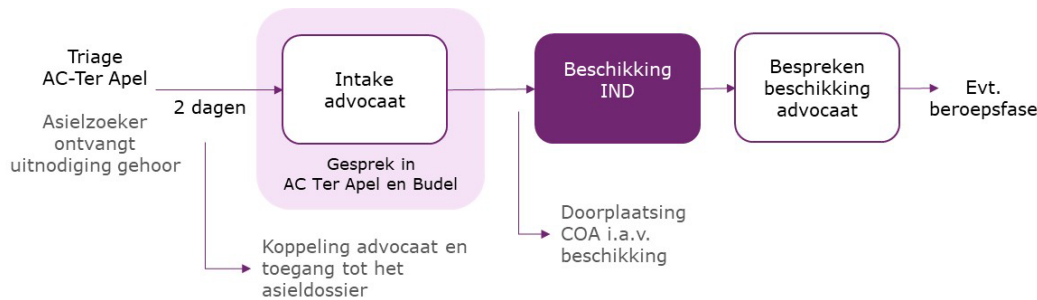 Triage
AC-Ter Apel
2 dagen
Asielzoeker
ontvangt
uitnodiging gehoor
Intake
advocaat
Gesprek in
AC Ter Apel en Budel
Koppeling advocaat en
toegang tot het
asieldossier
Beschikking
IND
Doorplaatsing
COA i.a.v.
beschikking
Bespreken
beschikking
advocaat
Evt.
beroepsfase